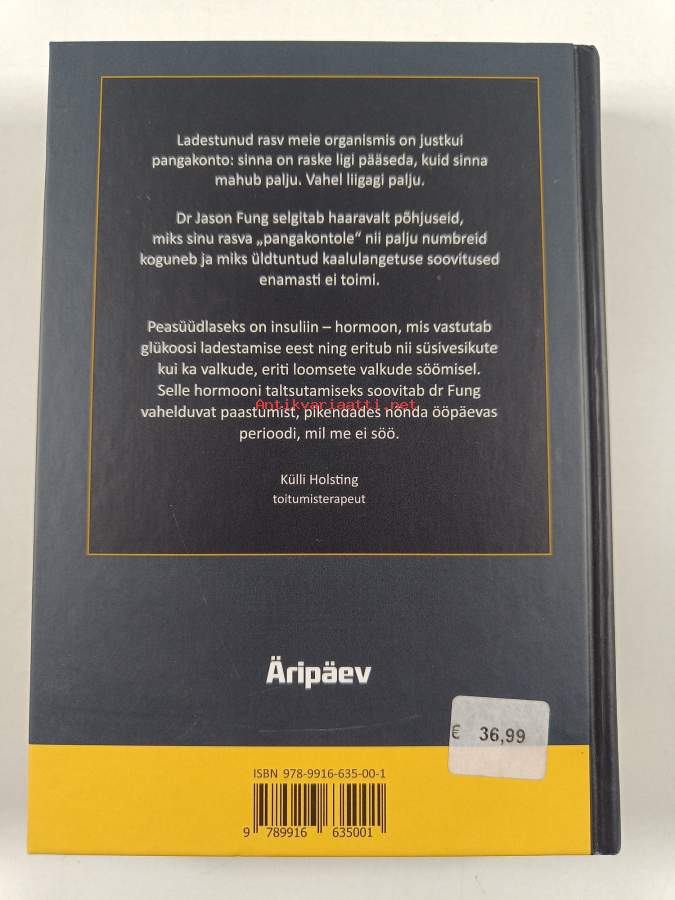 Ladestunud rasv meie organismis on justkui
pangakonto: sinna on raske ligi pääseda, kuid sinna
mahub palju. Vahel liigagi palju.
Dr Jason Fung selgitab haaravalt põhjuseid,
miks sinu rasva „pangakontole“ nii palju numbreid
koguneb ja miks üldtuntud kaalulangetuse soovitused
enamasti ei toimi.
Peasüüdlaseks on insuliin – hormoon, mis vastutab
glükoosi ladestamise eest ning eritub nii süsivesikute
kui ka valkude, eriti loomsete valkude söömisel.
Selle hormooni taltsutamiseks soovitab dr Fung
Antikvariaatti.net
vahelduvat paastumist, pikendades nõnda ööpäevas
perioodi, mil me ei söö.
Külli Holsting
toitumisterapeut
Äripäev
€ 36,99
ISBN 978-9916-635-00-1
9 789916 635001